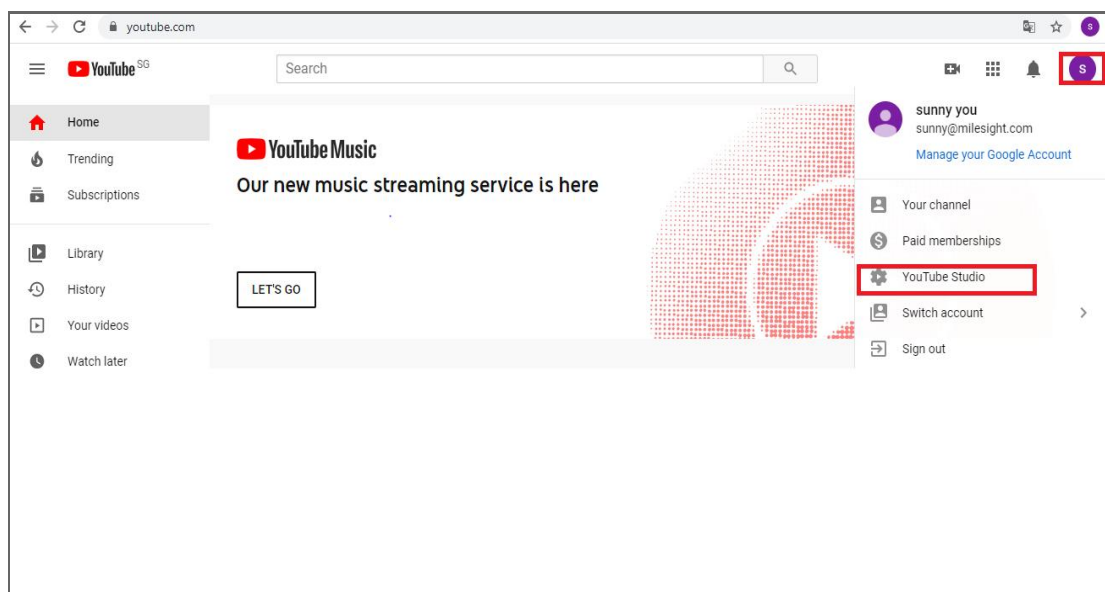 youtube.com
S
YouTube SG
Search
S
Home
Trending
Subscriptions
Library
History
Your videos
Watch later
YouTube Music
Our new music streaming service is here
LET'S GO
sunny you
sunny@milesight.com
Manage your Google Account
Your channel
Paid memberships
YouTube Studio
Switch account
Sign out